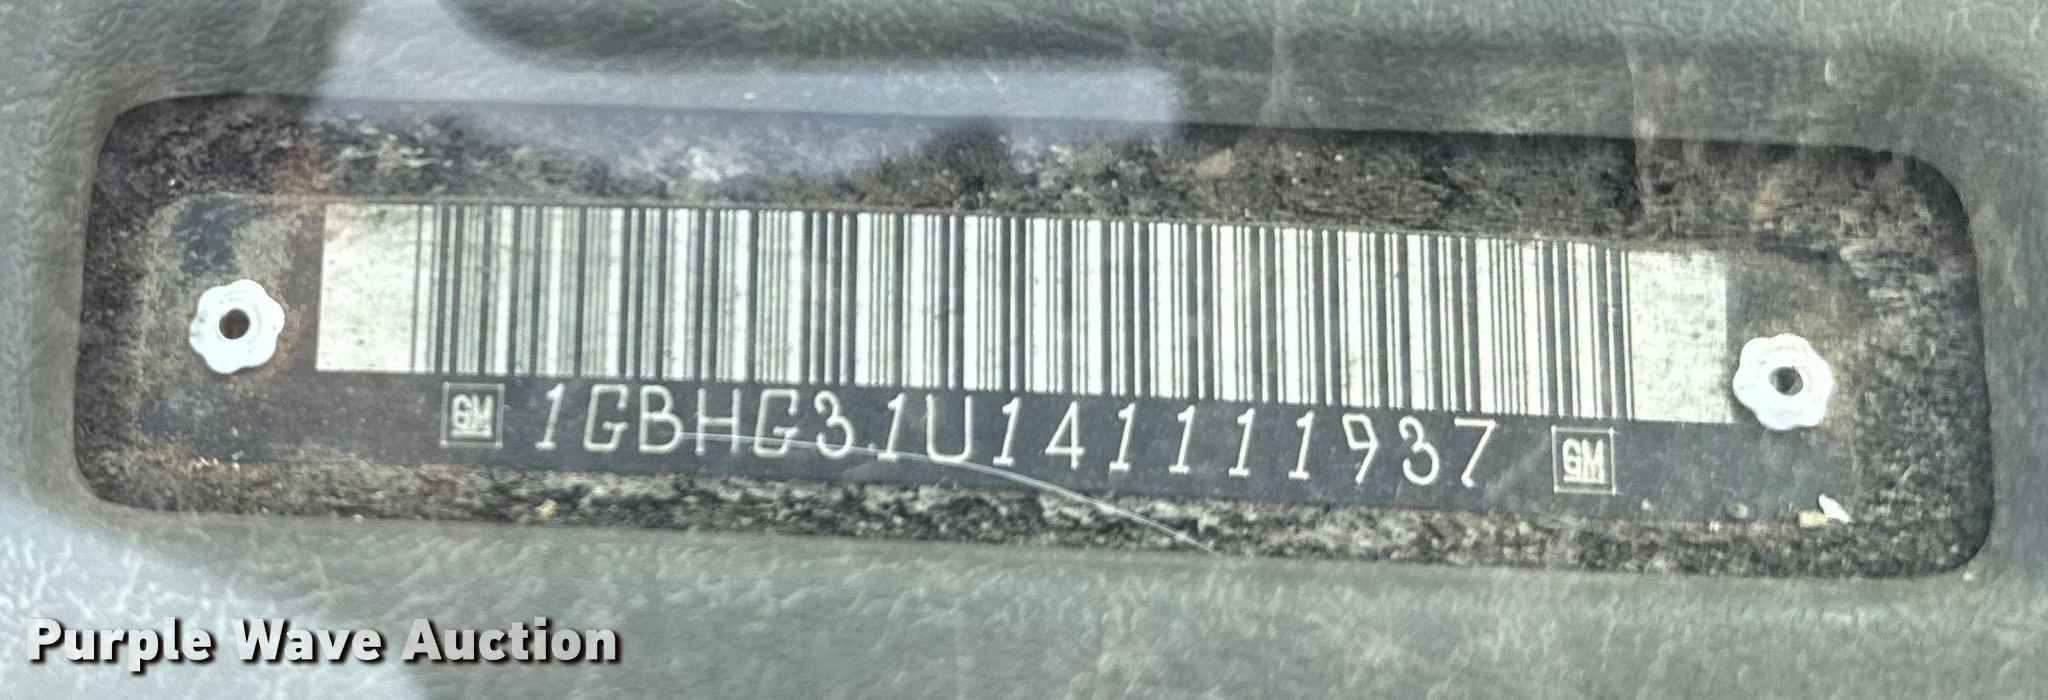 GM 1GBHG31U141111937 GM
Purple Wave Auction